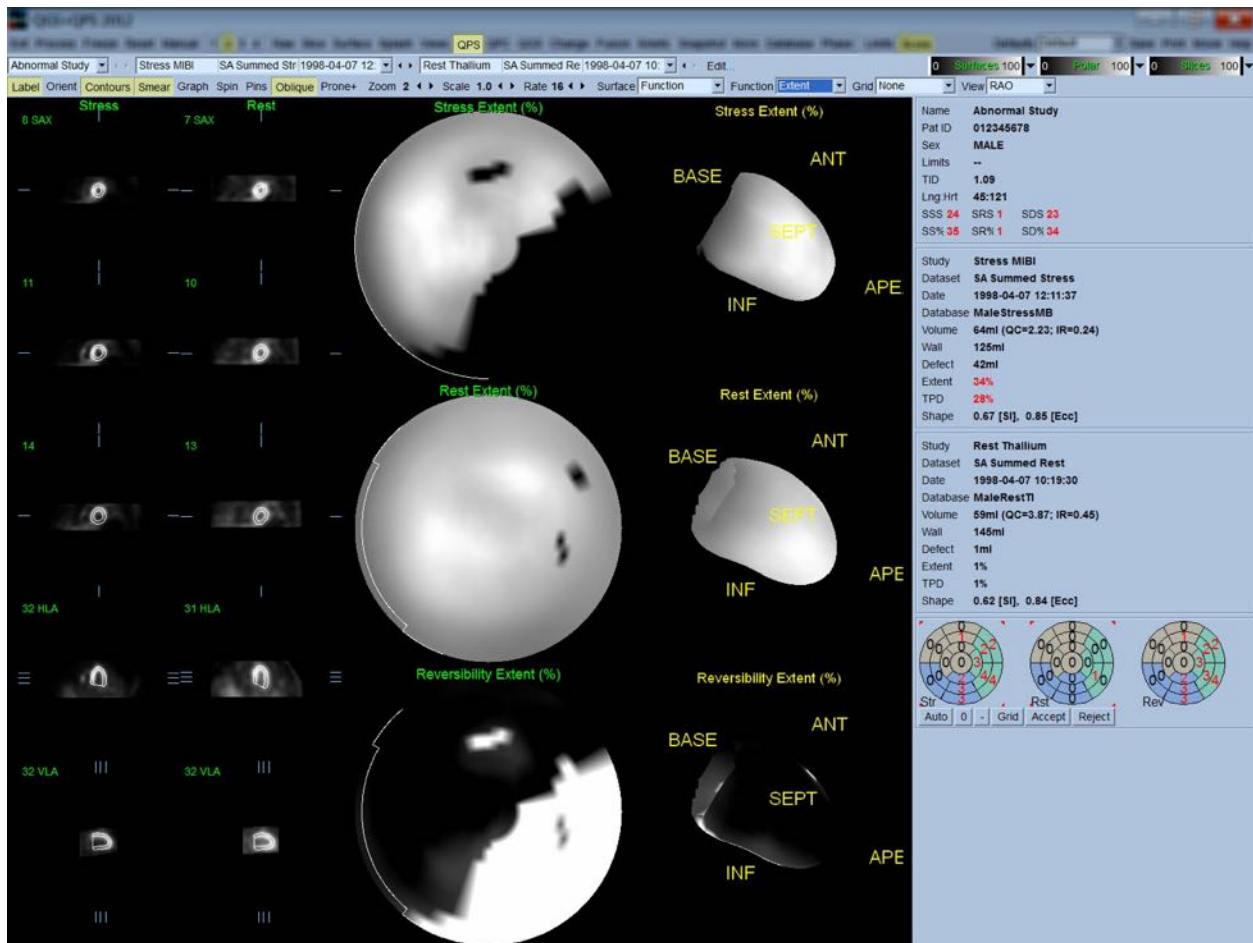 QGS+QPS 2012
QPS
Abnormal Study Stress MIBI SA Summed Str 1998-04-07 12: Rest Thallium SA Summed Re 1998-04-07 10: Edit... 0 Surfaces 100 0 Polar 100 0 Slices 100
Label Orient Contours Smear Graph Spin Pins Oblique Prone+ Zoom 2 Scale 1.0 Rate 16 Surface Function Function Extent Grid None View RAO
Stress Rest
8 SAX 7 SAX
11 10
14 13
32 HLA 31 HLA
32 VLA 32 VLA
Stress Extent (%)
Stress Extent (%)
BASE ANT
SEPT
INF APE
Rest Extent (%)
Rest Extent (%)
BASE ANT
SEPT
INF APE
Reversibility Extent (%)
Reversibility Extent (%)
BASE ANT
SEPT
INF APE
Name Abnormal Study
Pat ID 012345678
Sex MALE
Limits --
TID 1.09
Lng Hrt 45:121
SSS 24 SRS 1 SDS 23
SS% 35 SR% 1 SD% 34
Study Stress MIBI
Dataset SA Summed Stress
Date 1998-04-07 12:11:37
Database MaleStressMB
Volume 64ml (QC=2.23; IR=0.24)
Wall 125ml
Defect 42ml
Extent 34%
TPD 28%
Shape 0.67 [SI], 0.85 [Ecc]
Study Rest Thallium
Dataset SA Summed Rest
Date 1998-04-07 10:19:30
Database MaleRestTl
Volume 59ml (QC=3.87; IR=0.45)
Wall 145ml
Defect 1ml
Extent 1%
TPD 1%
Shape 0.62 [SI], 0.84 [Ecc]
Str Rst Rev
Auto 0 - Grid Accept Reject